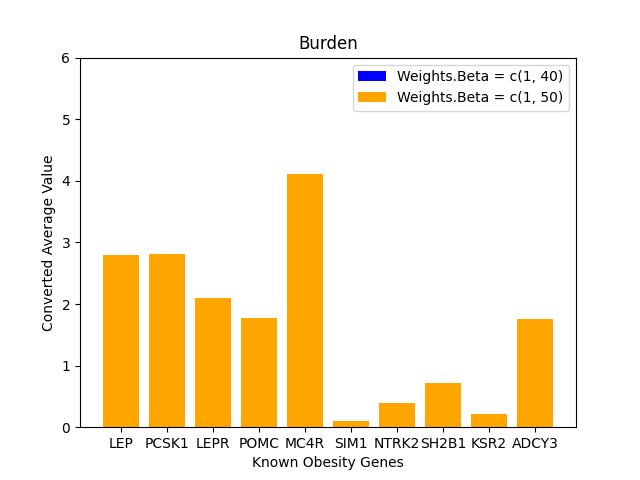 Burden
Weights.Beta = c(1, 40)
Weights.Beta = c(1, 50)
Converted Average Value
6
5
4
3
2
1
0
LEP PCSK1 LEPR POMC MC4R SIM1 NTRK2 SH2B1 KSR2 ADCY3
Known Obesity Genes